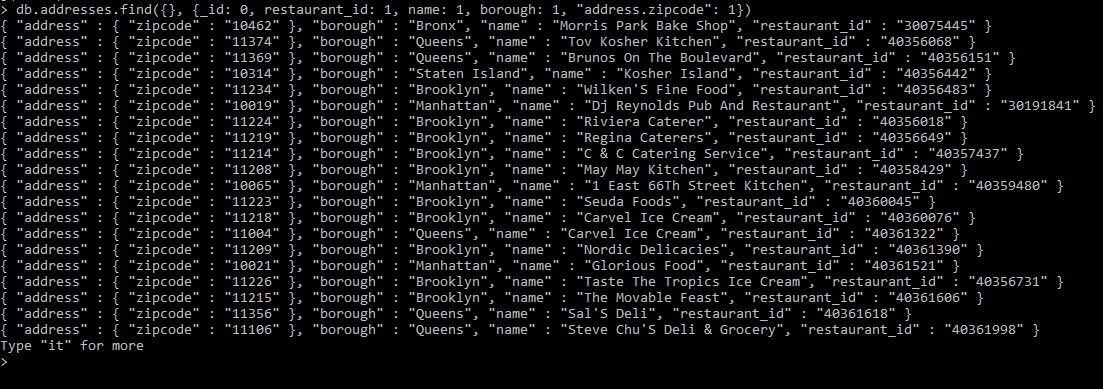 > db.addresses.find({}, {_id: 0, restaurant_id: 1, name: 1, borough: 1, "address.zipcode": 1})
{ "address" : { "zipcode" : "10462" }, "borough" : "Bronx", "name" : "Morris Park Bake Shop", "restaurant_id" : "30075445" }
{ "address" : { "zipcode" : "11374" }, "borough" : "Queens", "name" : "Tov Kosher Kitchen", "restaurant_id" : "40356068" }
{ "address" : { "zipcode" : "11369" }, "borough" : "Queens", "name" : "Brunos On The Boulevard", "restaurant_id" : "40356151" }
{ "address" : { "zipcode" : "10314" }, "borough" : "Staten Island", "name" : "Kosher Island", "restaurant_id" : "40356442" }
{ "address" : { "zipcode" : "11234" }, "borough" : "Brooklyn", "name" : "Wilken'S Fine Food", "restaurant_id" : "40356483" }
{ "address" : { "zipcode" : "10019" }, "borough" : "Manhattan", "name" : "Dj Reynolds Pub And Restaurant", "restaurant_id" : "30191841" }
{ "address" : { "zipcode" : "11224" }, "borough" : "Brooklyn", "name" : "Riviera Caterer", "restaurant_id" : "40356018" }
{ "address" : { "zipcode" : "11219" }, "borough" : "Brooklyn", "name" : "Regina Caterers", "restaurant_id" : "40356649" }
{ "address" : { "zipcode" : "11214" }, "borough" : "Brooklyn", "name" : "C & C Catering Service", "restaurant_id" : "40357437" }
{ "address" : { "zipcode" : "11208" }, "borough" : "Brooklyn", "name" : "May May Kitchen", "restaurant_id" : "40358429" }
{ "address" : { "zipcode" : "10065" }, "borough" : "Manhattan", "name" : "1 East 66Th Street Kitchen", "restaurant_id" : "40359480" }
{ "address" : { "zipcode" : "11223" }, "borough" : "Brooklyn", "name" : "Seuda Foods", "restaurant_id" : "40360045" }
{ "address" : { "zipcode" : "11218" }, "borough" : "Brooklyn", "name" : "Carvel Ice Cream", "restaurant_id" : "40360076" }
{ "address" : { "zipcode" : "11004" }, "borough" : "Queens", "name" : "Carvel Ice Cream", "restaurant_id" : "40361322" }
{ "address" : { "zipcode" : "11209" }, "borough" : "Brooklyn", "name" : "Nordic Delicacies", "restaurant_id" : "40361390" }
{ "address" : { "zipcode" : "10021" }, "borough" : "Manhattan", "name" : "Glorious Food", "restaurant_id" : "40361521" }
{ "address" : { "zipcode" : "11226" }, "borough" : "Brooklyn", "name" : "Taste The Tropics Ice Cream", "restaurant_id" : "40356731" }
{ "address" : { "zipcode" : "11215" }, "borough" : "Brooklyn", "name" : "The Movable Feast", "restaurant_id" : "40361606" }
{ "address" : { "zipcode" : "11356" }, "borough" : "Queens", "name" : "Sal'S Deli", "restaurant_id" : "40361618" }
{ "address" : { "zipcode" : "11106" }, "borough" : "Queens", "name" : "Steve Chu'S Deli & Grocery", "restaurant_id" : "40361998" }
Type "it" for more
>